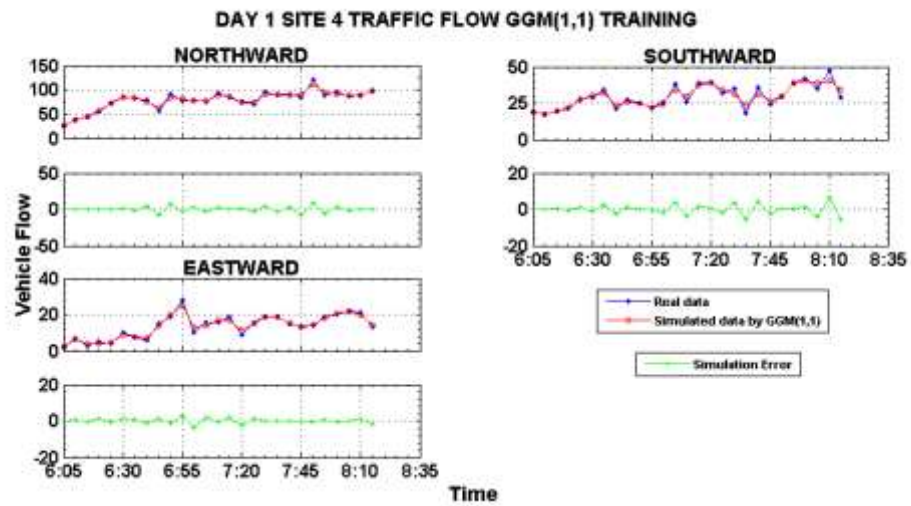 DAY 1 SITE 4 TRAFFIC FLOW GGM(1,1) TRAINING
NORTHWARD
150
100
50
0
50
0
-50
SOUTHWARD
50
25
0
20
0
-20
6:05 6:30 6:55 7:20 7:45 8:10 8:35
Vehicle Flow
EASTWARD
40
20
0
20
0
-20
6:05 6:30 6:55 7:20 7:45 8:10 8:35
Time
Real data
Simulated data by GGM(1,1)
Simulation Error